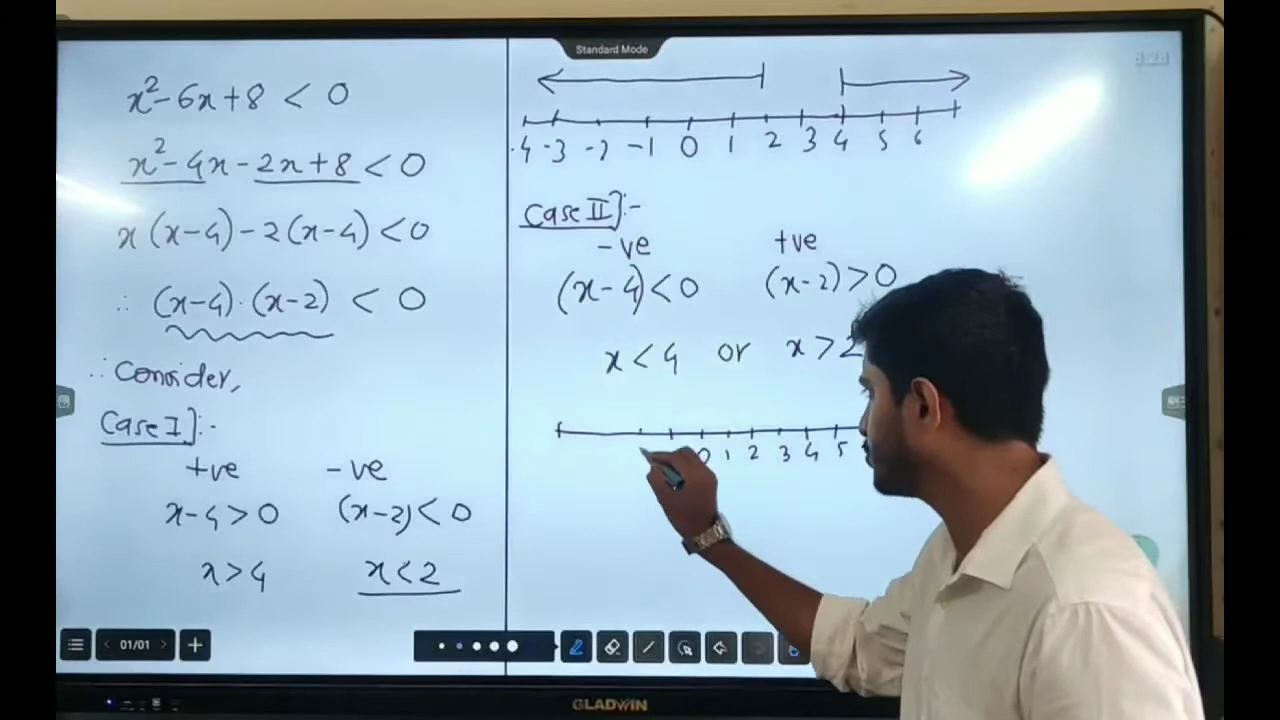 x²-6x+8 < 0
x²-4x-2x+8 < 0
x(x-4)-2(x-4) < 0
∴ (x-4)·(x-2) < 0
∴ Consider,
Case I]:-
+ve -ve
x-4>0 (x-2)<0
x>4 x<2
01/01
Standard Mode
-4 -3 -2 -1 0 1 2 3 4 5 6
Case II]:-
-ve +ve
(x-4)<0 (x-2)>0
x<4 or x>2
0 1 2 3 4 5
GLADWIN